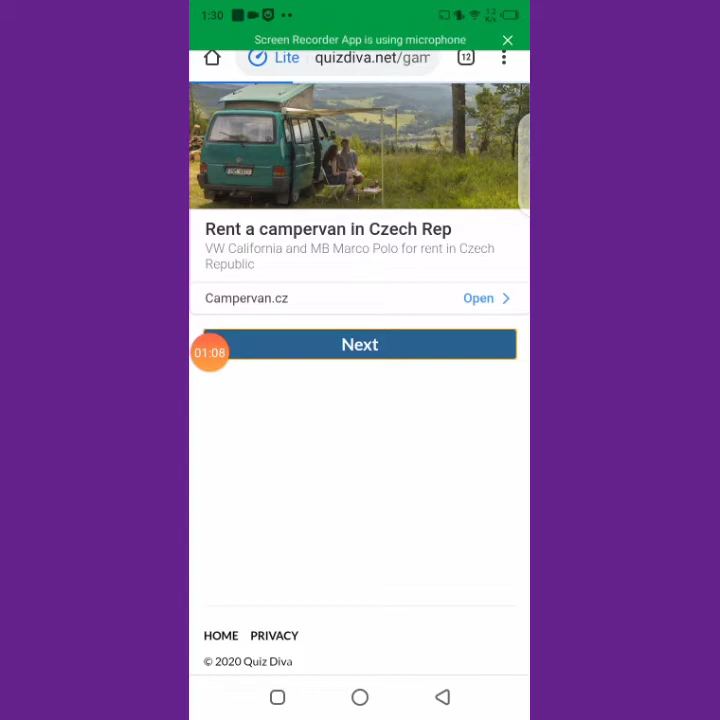 1:30
1.2
K/s
Screen Recorder App is using microphone
Lite quizdiva.net/gam
12
Rent a campervan in Czech Rep
VW California and MB Marco Polo for rent in Czech
Republic
Campervan.cz
Open
Next
01:08
HOME PRIVACY
© 2020 Quiz Diva